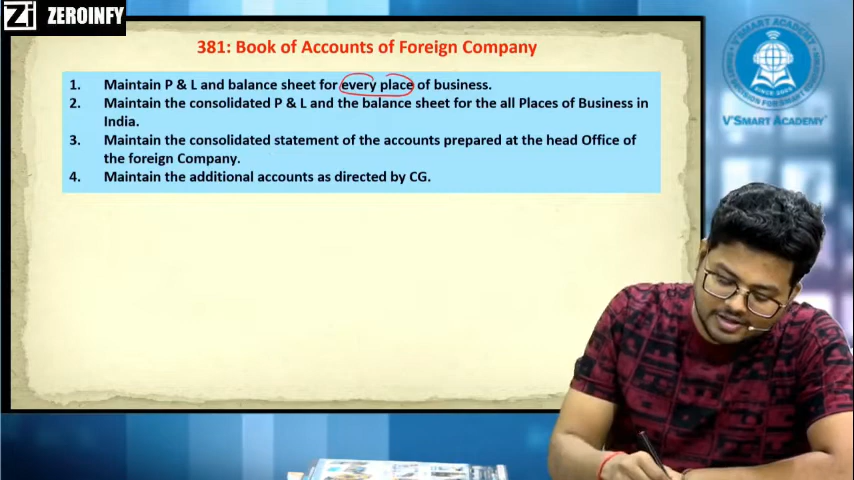 Zi ZEROINFY
381: Book of Accounts of Foreign Company
1. Maintain P & L and balance sheet for every place of business.
2. Maintain the consolidated P & L and the balance sheet for the all Places of Business in
India.
3. Maintain the consolidated statement of the accounts prepared at the head Office of
the foreign Company.
4. Maintain the additional accounts as directed by CG.
V'SMART ACADEMY
V'SMART ACADEMY